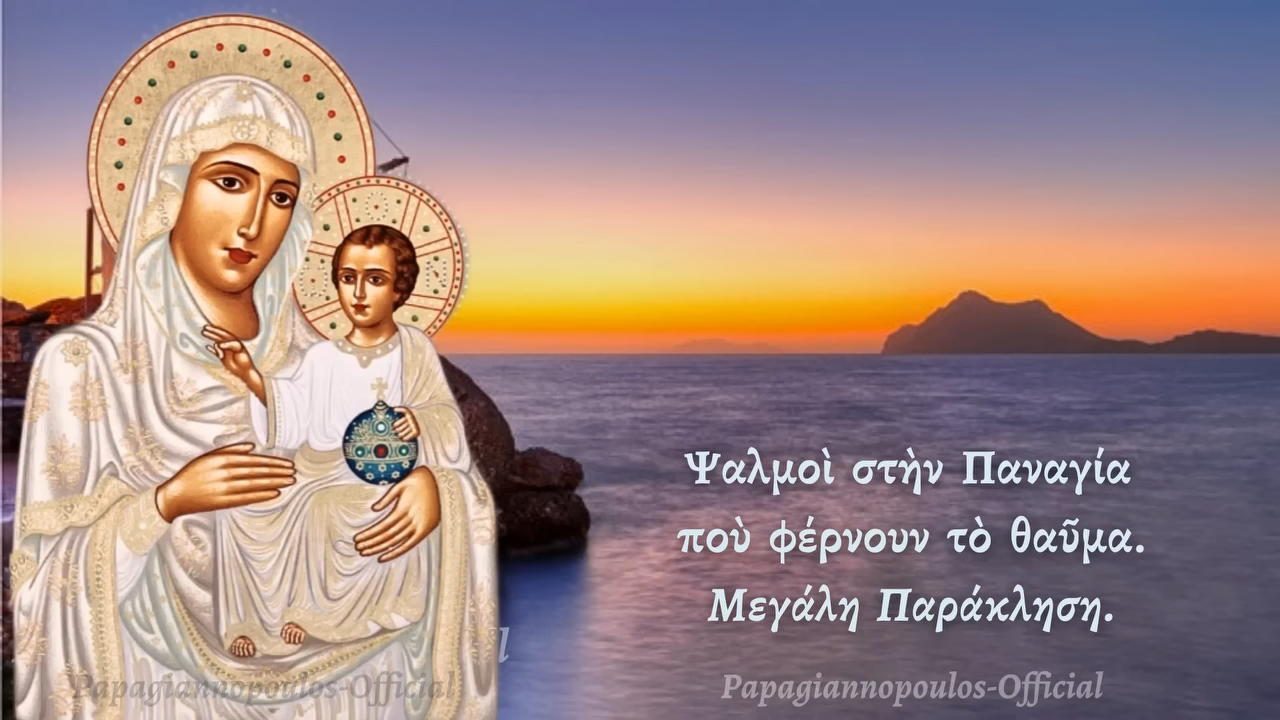 Ψαλμοὶ στὴν Παναγία
ποὺ φέρνουν τὸ θαῦμα.
Μεγάλη Παράκληση.
Papagiannopoulos-Official
Papagiannopoulos-Official